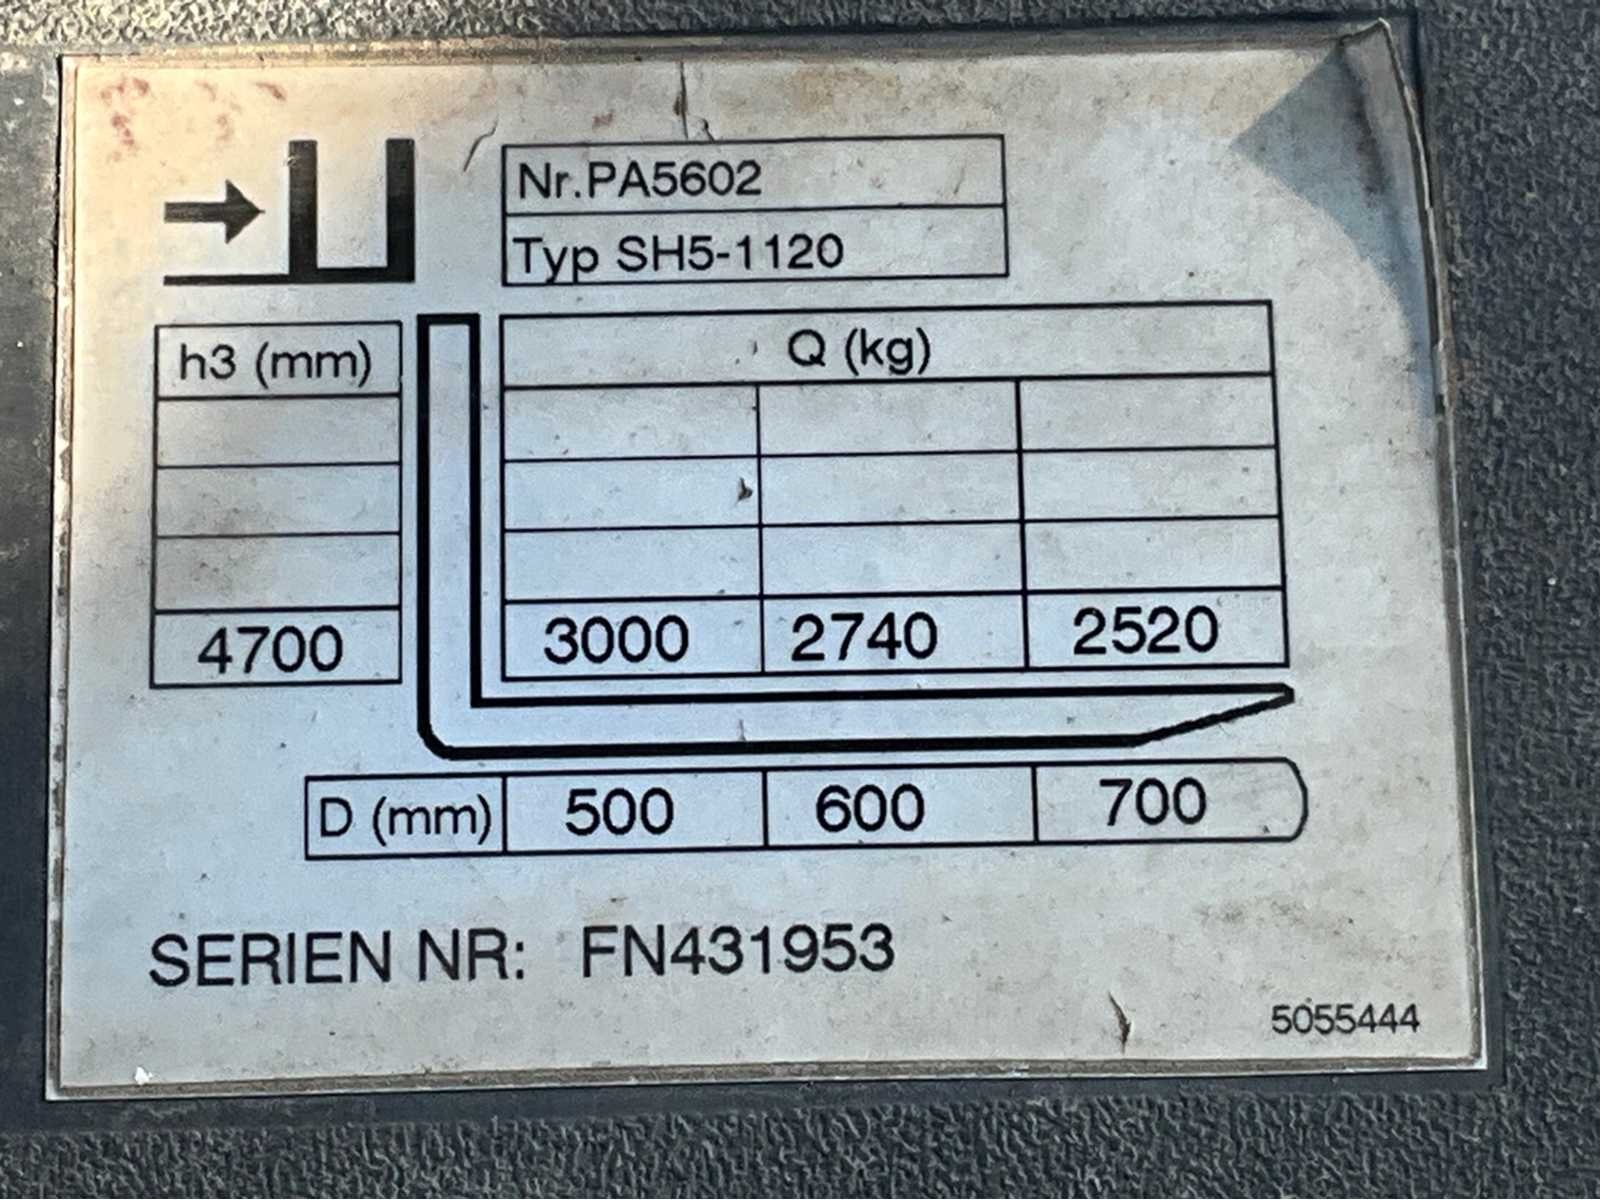 Nr.PA5602
Typ SH5-1120
h3 (mm) Q (kg)
4700 3000 2740 2520
D (mm) 500 600 700
SERIEN NR: FN431953
5055444